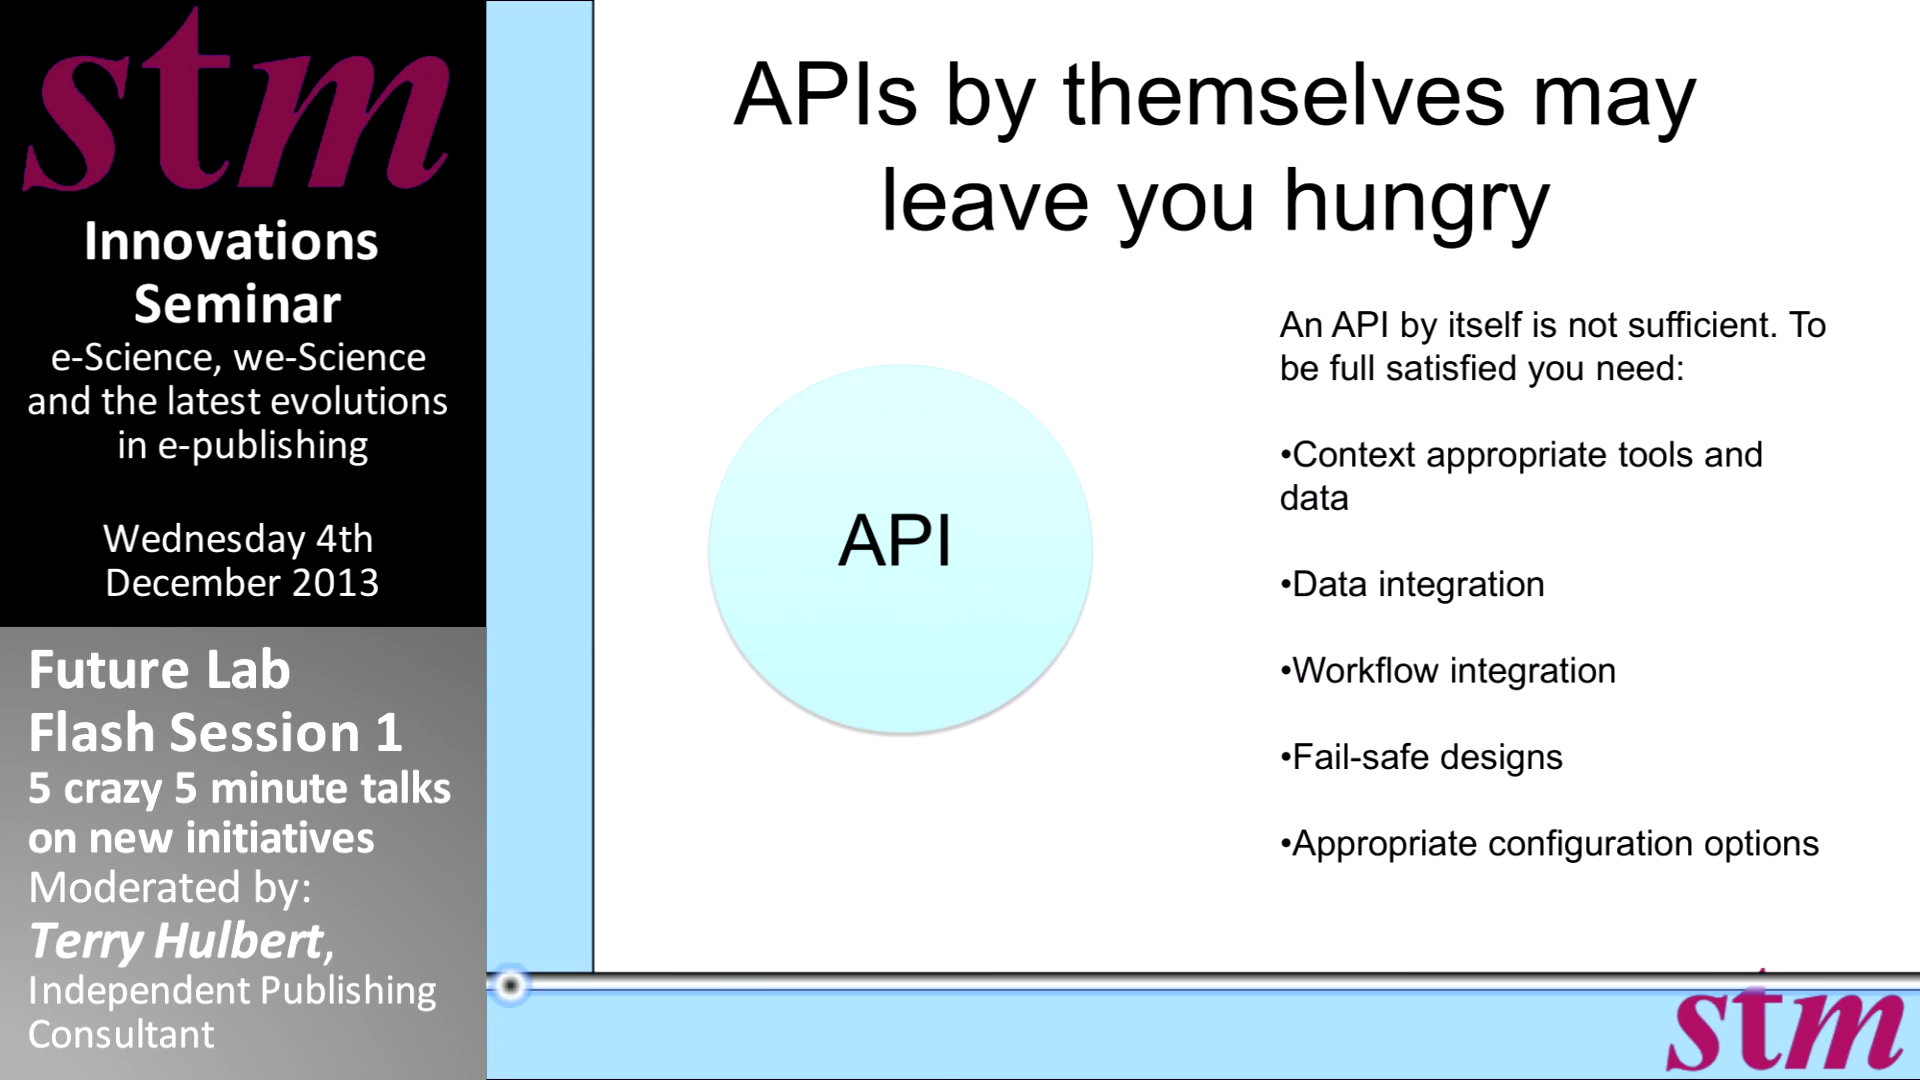 stm
Innovations
Seminar
e-Science, we-Science
and the latest evolutions
in e-publishing
Wednesday 4th
December 2013
Future Lab
Flash Session 1
5 crazy 5 minute talks
on new initiatives
Moderated by:
Terry Hulbert,
Independent Publishing
Consultant
APIs by themselves may
leave you hungry
API
An API by itself is not sufficient. To
be full satisfied you need:
•Context appropriate tools and
data
•Data integration
•Workflow integration
•Fail-safe designs
•Appropriate configuration options
stm